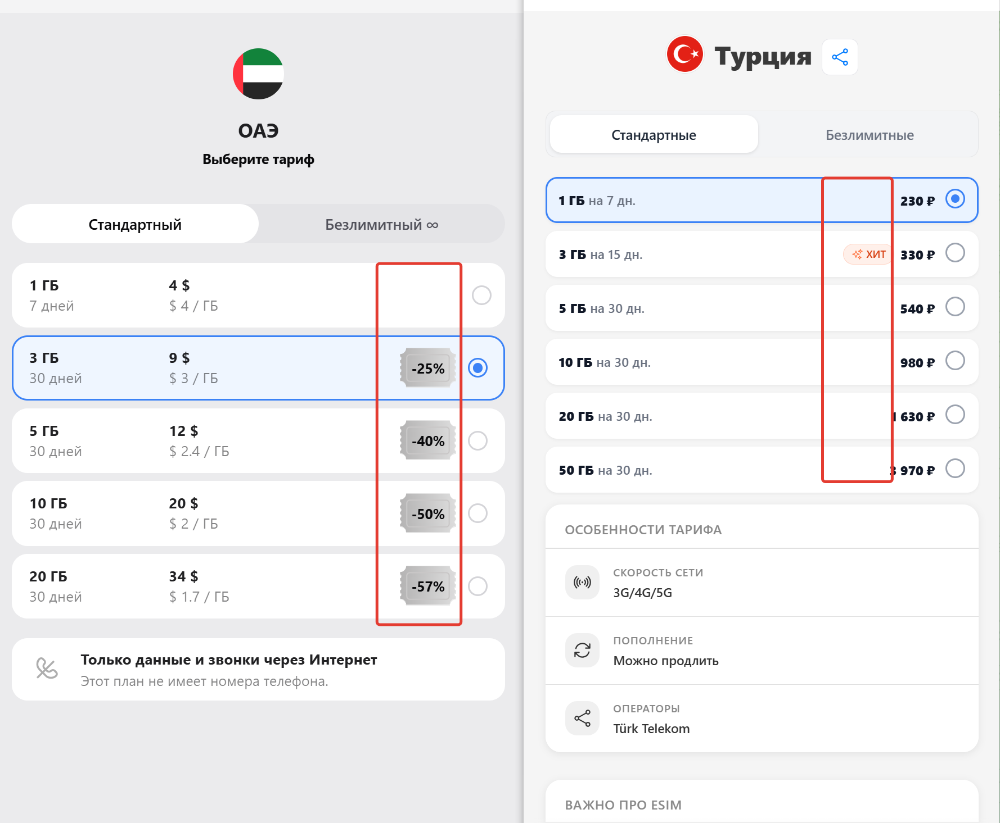 ОАЭ
Выберите тариф
Стандартный
Безлимитный ∞
1 ГБ
4 $
7 дней
$ 4 / ГБ
3 ГБ
9 $
30 дней
$ 3 / ГБ
-25%
5 ГБ
12 $
30 дней
$ 2.4 / ГБ
-40%
10 ГБ
20 $
30 дней
$ 2 / ГБ
-50%
20 ГБ
34 $
30 дней
$ 1.7 / ГБ
-57%
Только данные и звонки через Интернет
Этот план не имеет номера телефона.
Турция
Стандартные
Безлимитные
1 ГБ на 7 дн.
230 ₽
3 ГБ на 15 дн.
ХИТ
330 ₽
5 ГБ на 30 дн.
540 ₽
10 ГБ на 30 дн.
980 ₽
20 ГБ на 30 дн.
1 630 ₽
50 ГБ на 30 дн.
3 970 ₽
ОСОБЕННОСТИ ТАРИФА
СКОРОСТЬ СЕТИ
3G/4G/5G
ПОПОЛНЕНИЕ
Можно продлить
ОПЕРАТОРЫ
Türk Telekom
ВАЖНО ПРО ESIM